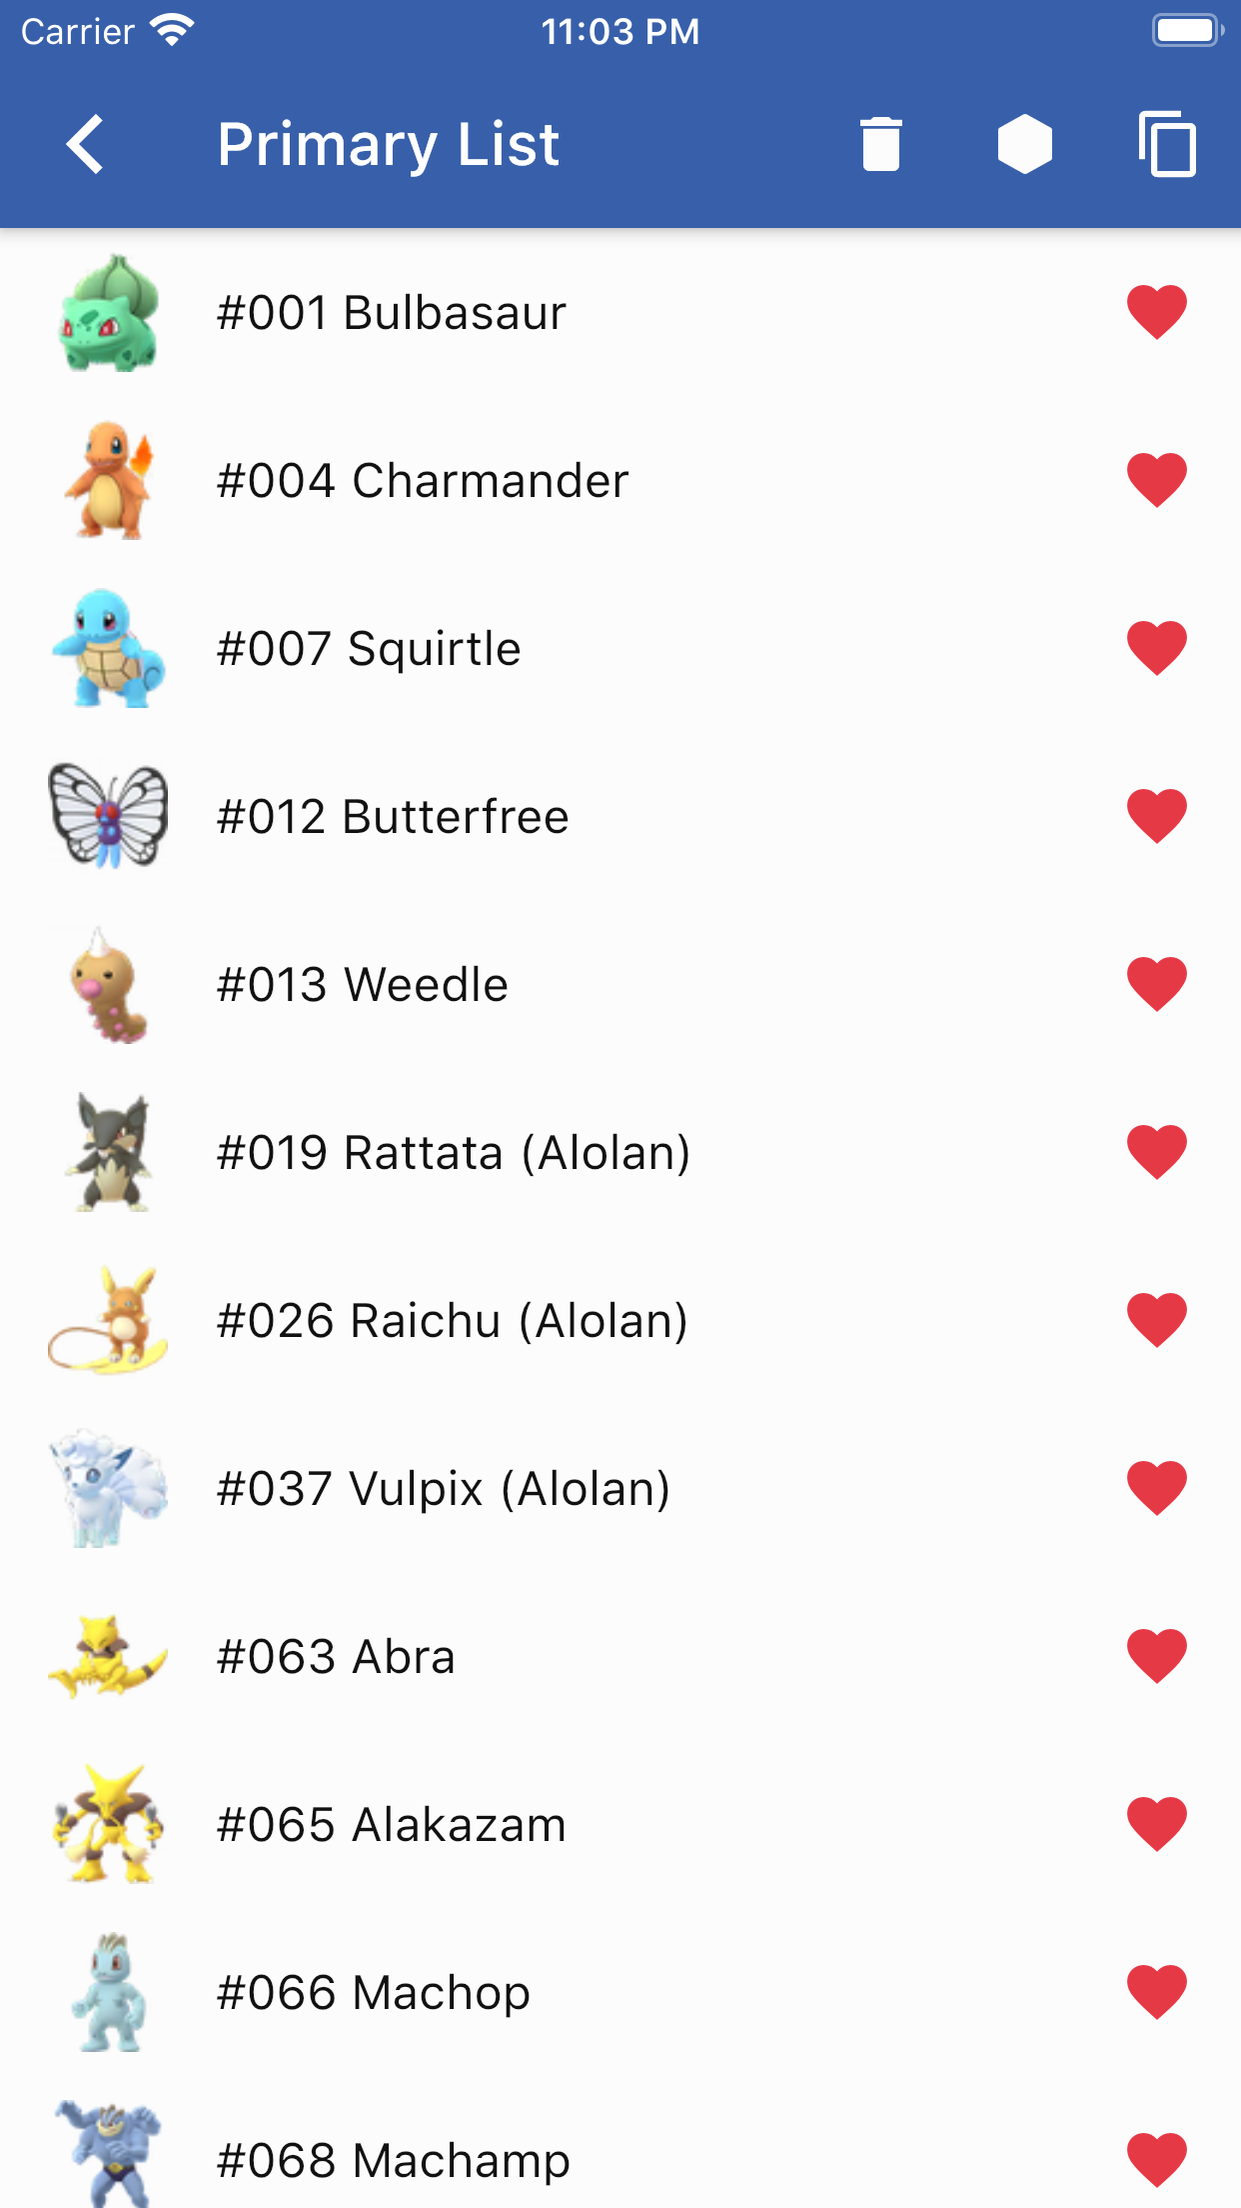 Carrier 11:03 PM
Primary List
#001 Bulbasaur
#004 Charmander
#007 Squirtle
#012 Butterfree
#013 Weedle
#019 Rattata (Alolan)
#026 Raichu (Alolan)
#037 Vulpix (Alolan)
#063 Abra
#065 Alakazam
#066 Machop
#068 Machamp